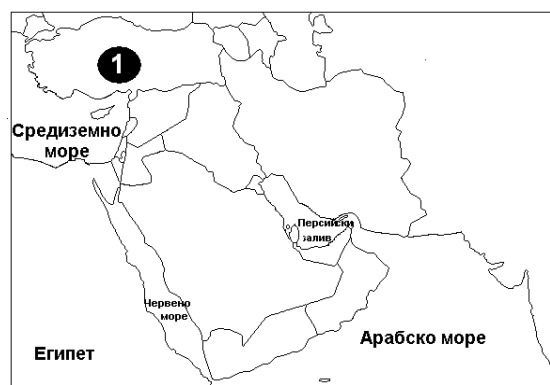 1
Средиземно
море
Персийски
залив
Червено
море
Арабско море
Египет